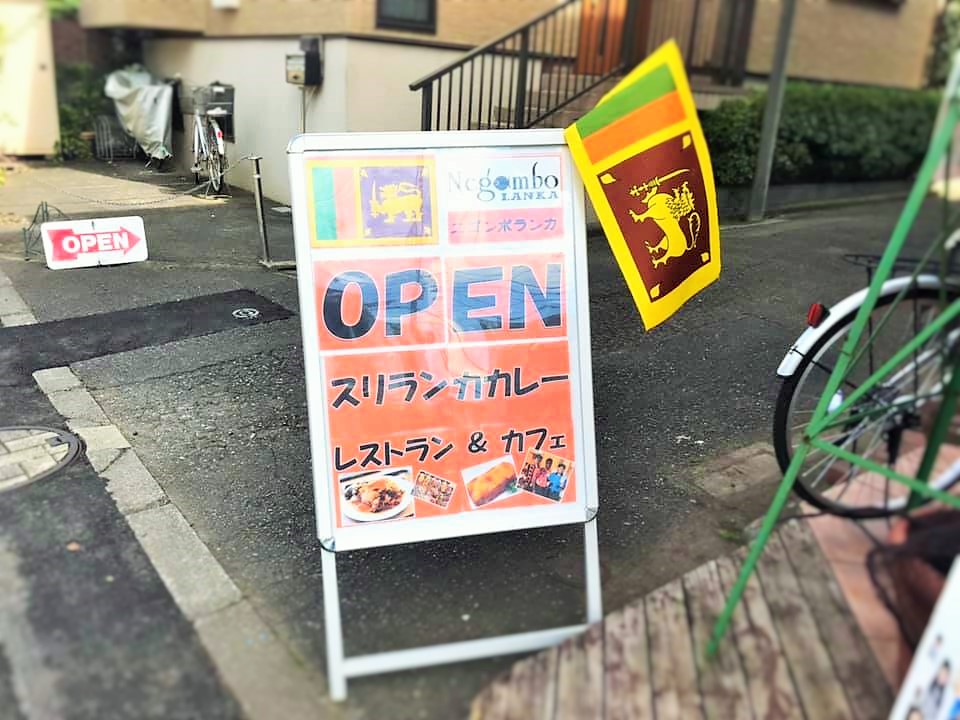 Negombo
LANKA
ネゴンボランカ
OPEN
スリランカカレー
レストラン & カフェ
OPEN